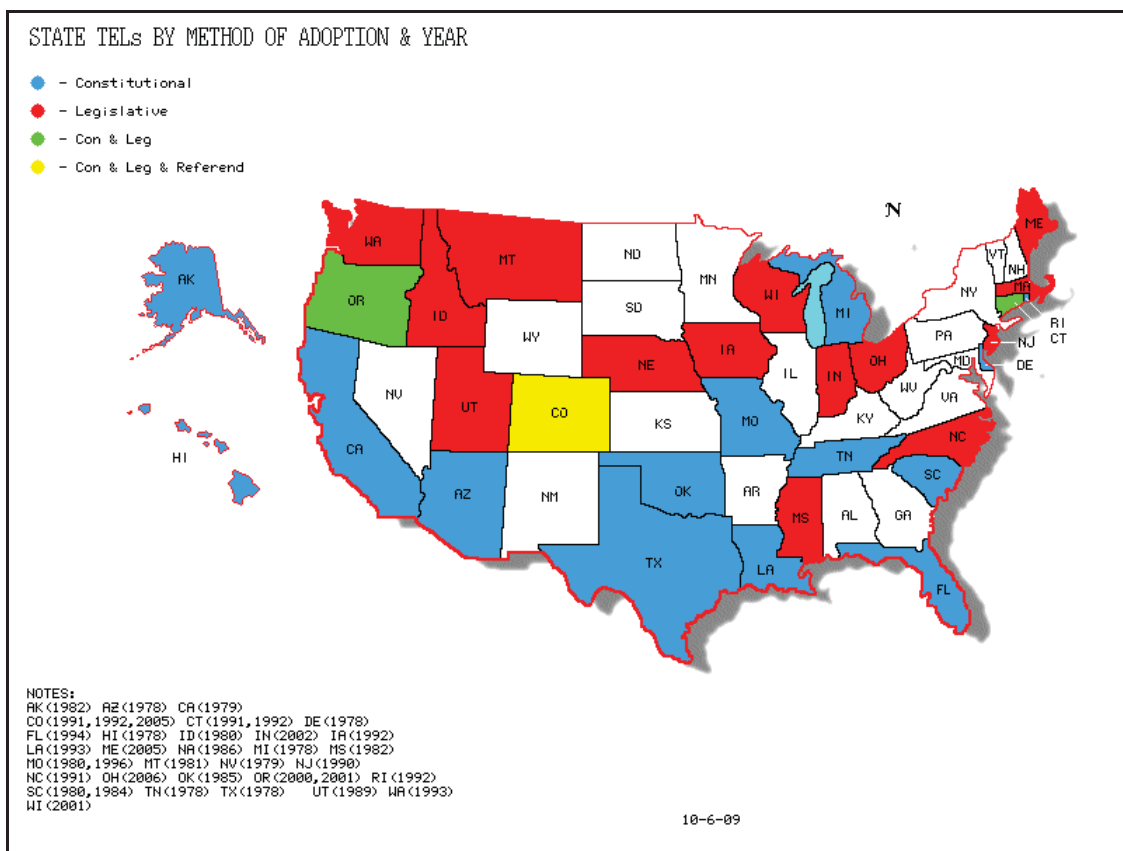 STATE TELs BY METHOD OF ADOPTION & YEAR
- Constitutional
- Legislative
- Con & Leg
- Con & Leg & Referend
N
ME
WA
MT
ND
MN
VT
NH
AK
OR
ID
SD
WI
MI
NY
MA
RI
CT
WY
NE
IA
PA
NJ
DE
NV
UT
CO
KS
IL
IN
OH
MD
WV
VA
KY
MO
CA
HI
AZ
NM
OK
AR
TN
NC
SC
MS
AL
GA
TX
LA
FL
NOTES:
AK(1982) AZ(1978) CA(1979)
CO(1991,1992,2005) CT(1991,1992) DE(1978)
FL(1994) HI(1978) ID(1980) IN(2002) IA(1992)
LA(1993) ME(2005) NA(1986) MI(1978) MS(1982)
MO(1980,1996) MT(1981) NV(1979) NJ(1990)
NC(1991) OH(2006) OK(1985) OR(2000,2001) RI(1992)
SC(1980,1984) TN(1978) TX(1978) UT(1989) WA(1993)
WI(2001)
10-6-09